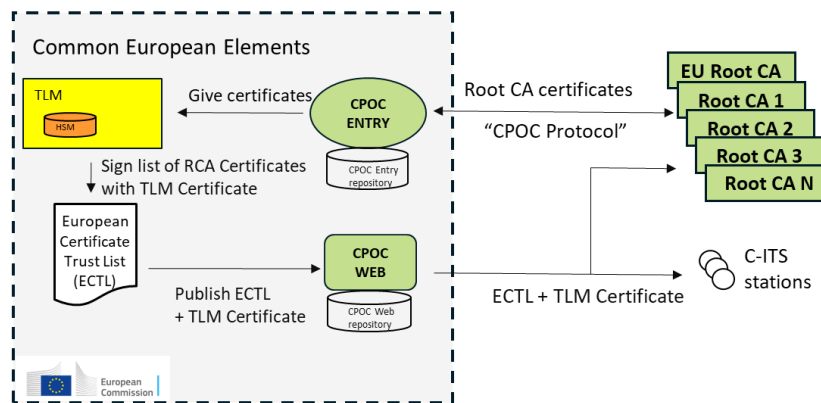 Common European Elements
TLM
HSM
Give certificates
CPOC
ENTRY
CPOC Entry
repository
Root CA certificates
“CPOC Protocol”
EU Root CA
Root CA 1
Root CA 2
Root CA 3
Root CA N
Sign list of RCA Certificates
with TLM Certificate
European
Certificate
Trust List
(ECTL)
Publish ECTL
+ TLM Certificate
CPOC
WEB
CPOC Web
repository
ECTL + TLM Certificate
C-ITS
stations
European
Commission